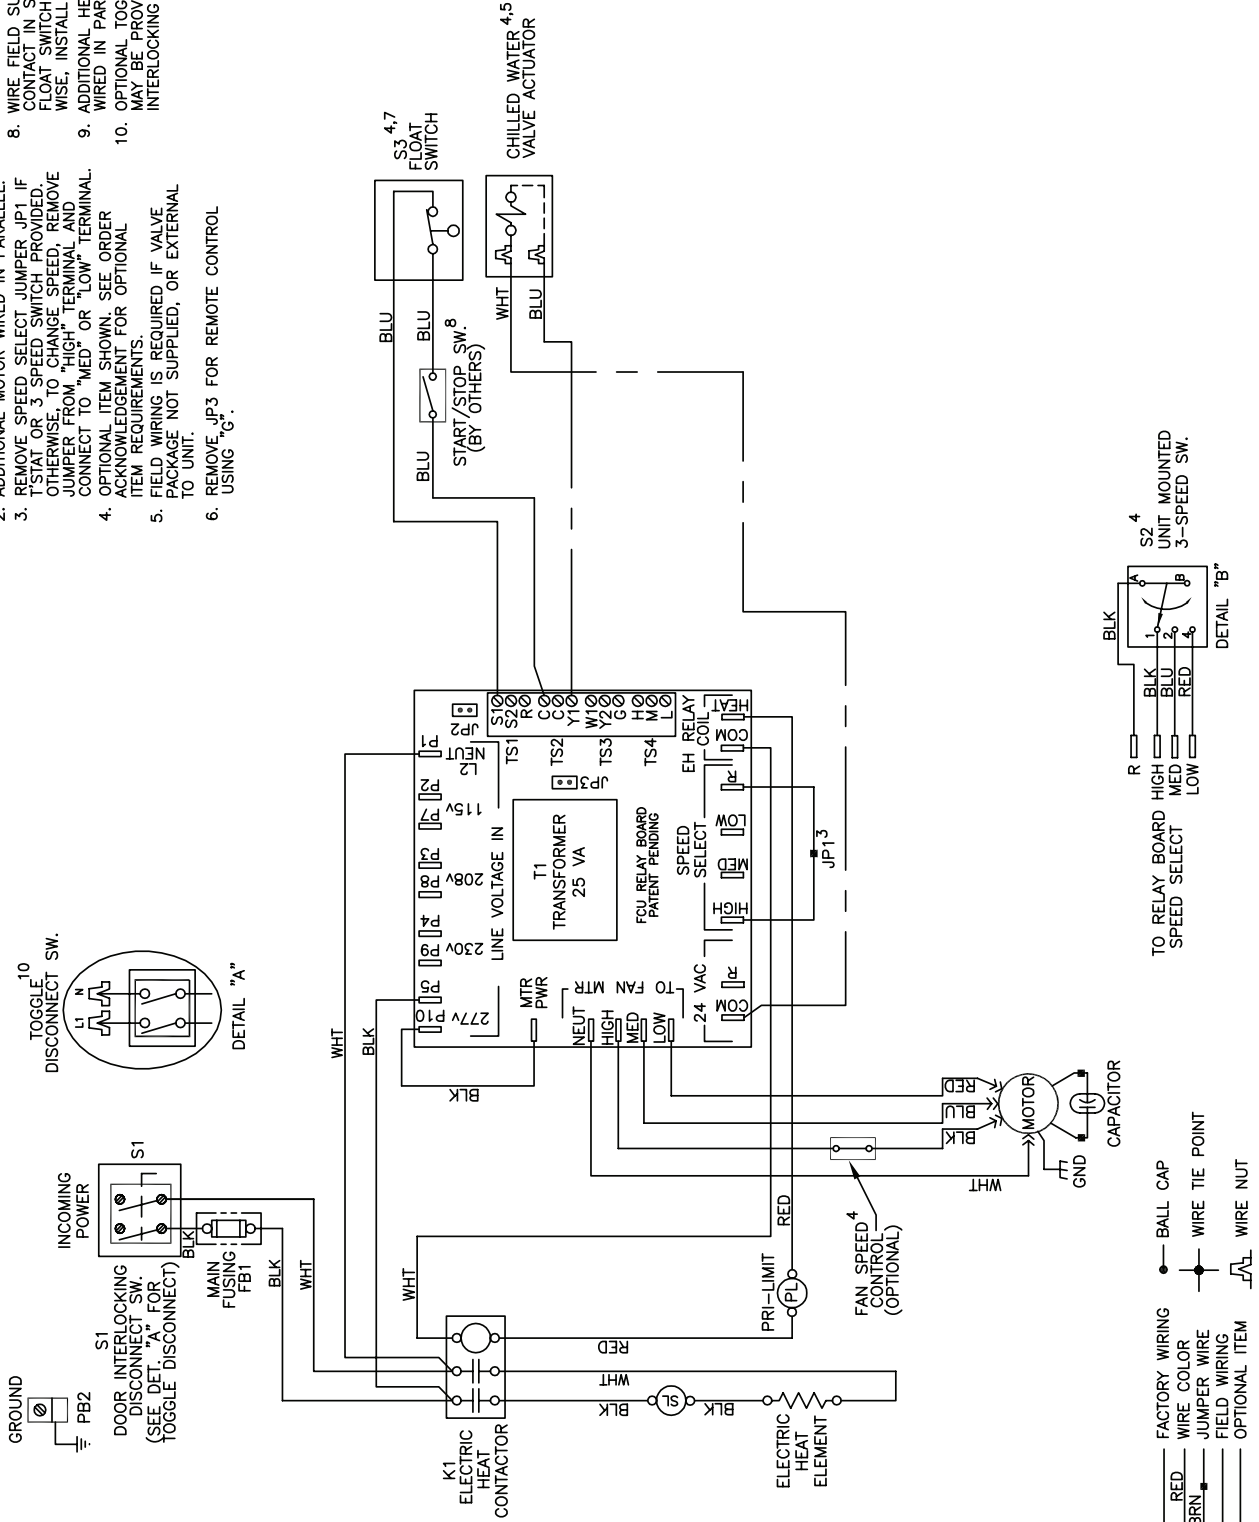 8. WIRE FIELD SU
CONTACT IN S
FLOAT SWITCH
WISE, INSTALL
9. ADDITIONAL HE
WIRED IN PAR
10. OPTIONAL TOG
MAY BE PROV
INTERLOCKING
2. ADDITIONAL MOTOR WIRED IN PARALLEL.
3. REMOVE SPEED SELECT JUMPER JP1 IF
T'STAT OR 3 SPEED SWITCH PROVIDED.
OTHERWISE, TO CHANGE SPEED, REMOVE
JUMPER FROM "HIGH" TERMINAL AND
CONNECT TO "MED" OR "LOW" TERMINAL.
4. OPTIONAL ITEM SHOWN. SEE ORDER
ACKNOWLEDGEMENT FOR OPTIONAL
ITEM REQUIREMENTS.
5. FIELD WIRING IS REQUIRED IF VALVE
PACKAGE NOT SUPPLIED, OR EXTERNAL
TO UNIT.
6. REMOVE JP3 FOR REMOTE CONTROL
USING "G".
S3 4,7
FLOAT
SWITCH
CHILLED WATER 4,5
VALVE ACTUATOR
BLU
BLU
WHT
BLU
START/STOP SW. 8
(BY OTHERS)
BLU
S2 4
UNIT MOUNTED
3-SPEED SW.
A
B
1
2
4
DETAIL "B"
BLK
BLK
BLU
RED
R
HIGH
MED
LOW
TO RELAY BOARD
SPEED SELECT
TOGGLE 10
DISCONNECT SW.
L1
N
DETAIL "A"
P1
NEUT
L2
P2
115v
P7
P3
208v
P8
P4
230v
P9
P5
277v
P10
LINE VOLTAGE IN
JP2
S1
S2
R
C
C
Y1
W1
Y2
G
H
M
L
TS1
TS2
TS3
TS4
JP3
T1
TRANSFORMER
25 VA
FCU RELAY BOARD
PATENT PENDING
EH RELAY
COIL
HEAT
COM
SPEED
SELECT
R
LOW
MED
HIGH
JP1 3
24 VAC
R
COM
MTR
PWR
TO FAN MTR
NEUT
HIGH
MED
LOW
WHT
BLK
BLK
RED
BLU
BLK
WHT
MOTOR
GND
CAPACITOR
FAN SPEED 4
CONTROL
(OPTIONAL)
RED
PRI-LIMIT
PL
WHT
RED
WHT
BLK
SL
BLK
ELECTRIC
HEAT
ELEMENT
K1
ELECTRIC
HEAT
CONTACTOR
INCOMING
POWER
S1
BLK
MAIN
FUSING
FB1
BLK
WHT
S1
DOOR INTERLOCKING
DISCONNECT SW.
(SEE DET. "A" FOR
TOGGLE DISCONNECT)
GROUND
PB2
FACTORY WIRING
RED
WIRE COLOR
BRN
JUMPER WIRE
FIELD WIRING
OPTIONAL ITEM
BALL CAP
WIRE TIE POINT
WIRE NUT